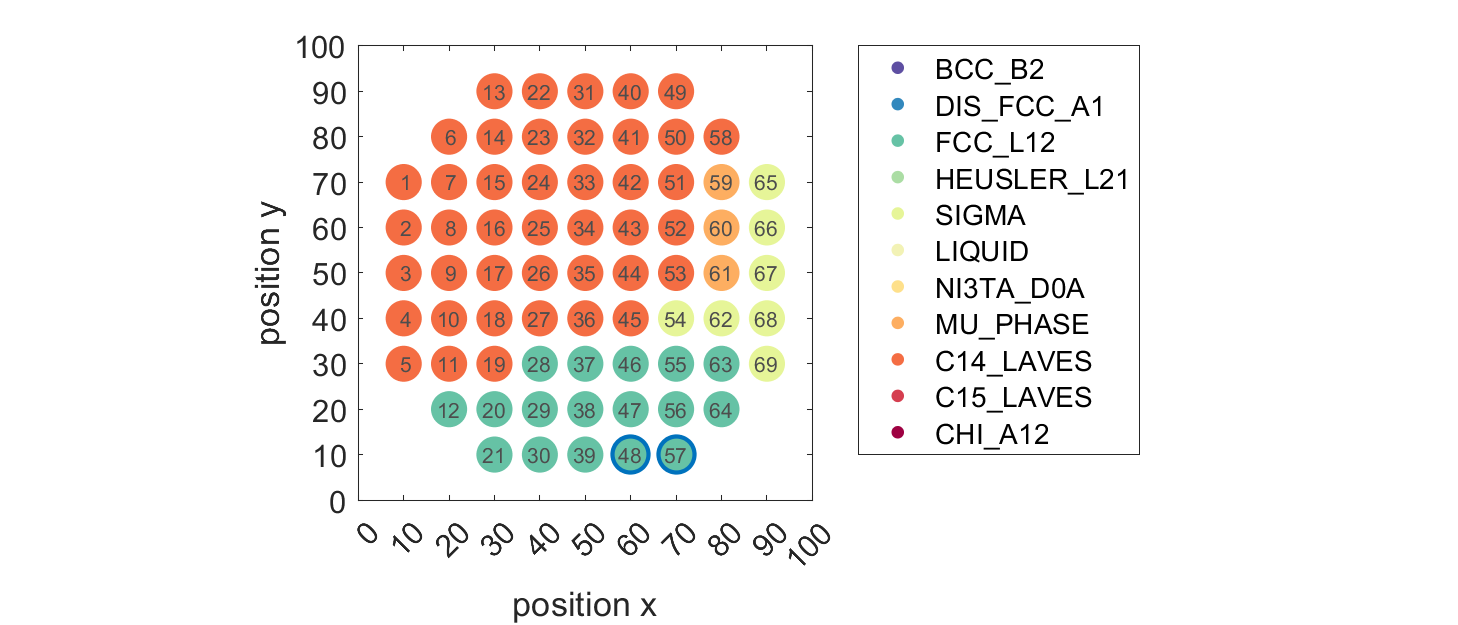 100
90
80
70
60
50
40
30
20
10
0
position y
13 22 31 40 49
6 14 23 32 41 50 58
1 7 15 24 33 42 51 59 65
2 8 16 25 34 43 52 60 66
3 9 17 26 35 44 53 61 67
4 10 18 27 36 45 54 62 68
5 11 19 28 37 46 55 63 69
12 20 29 38 47 56 64
21 30 39 48 57
0 10 20 30 40 50 60 70 80 90 100
position x
BCC_B2
DIS_FCC_A1
FCC_L12
HEUSLER_L21
SIGMA
LIQUID
NI3TA_D0A
MU_PHASE
C14_LAVES
C15_LAVES
CHI_A12